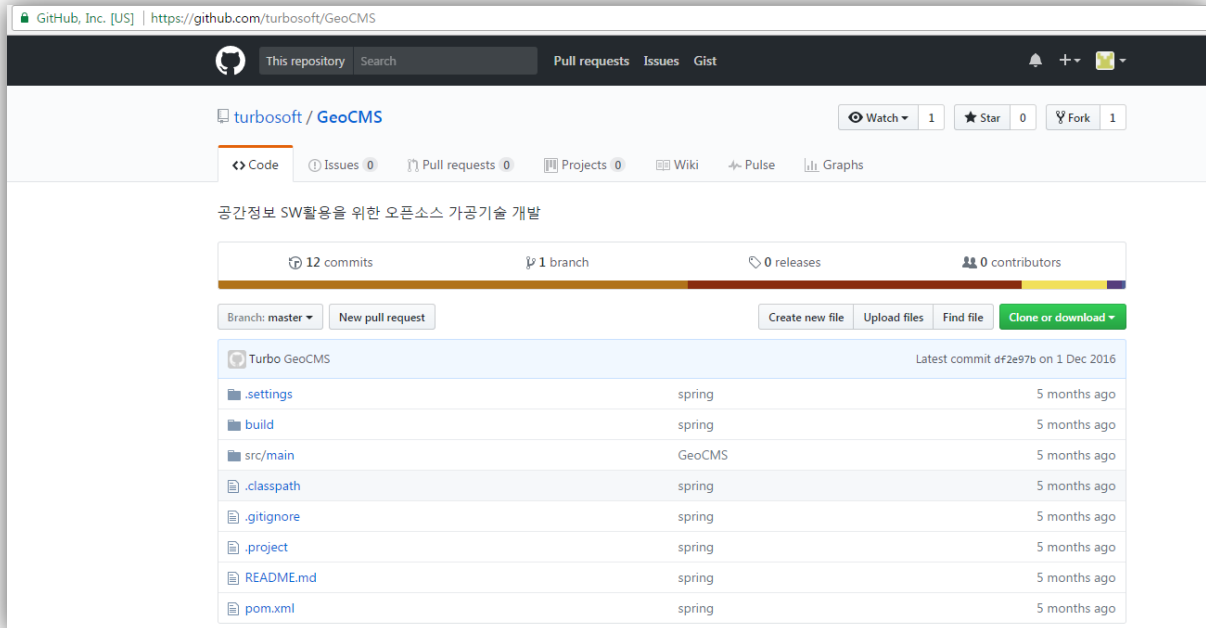 GitHub, Inc. [US] | https://github.com/turbosoft/GeoCMS
This repository Search Pull requests Issues Gist
turbosoft / GeoCMS Watch 1 Star 0 Fork 1
Code Issues 0 Pull requests 0 Projects 0 Wiki Pulse Graphs
공간정보 SW활용을 위한 오픈소스 가공기술 개발
12 commits 1 branch 0 releases 0 contributors
Branch: master New pull request Create new file Upload files Find file Clone or download
Turbo GeoCMS Latest commit df2e97b on 1 Dec 2016
.settings spring 5 months ago
build spring 5 months ago
src/main GeoCMS 5 months ago
.classpath spring 5 months ago
.gitignore spring 5 months ago
.project spring 5 months ago
README.md spring 5 months ago
pom.xml spring 5 months ago